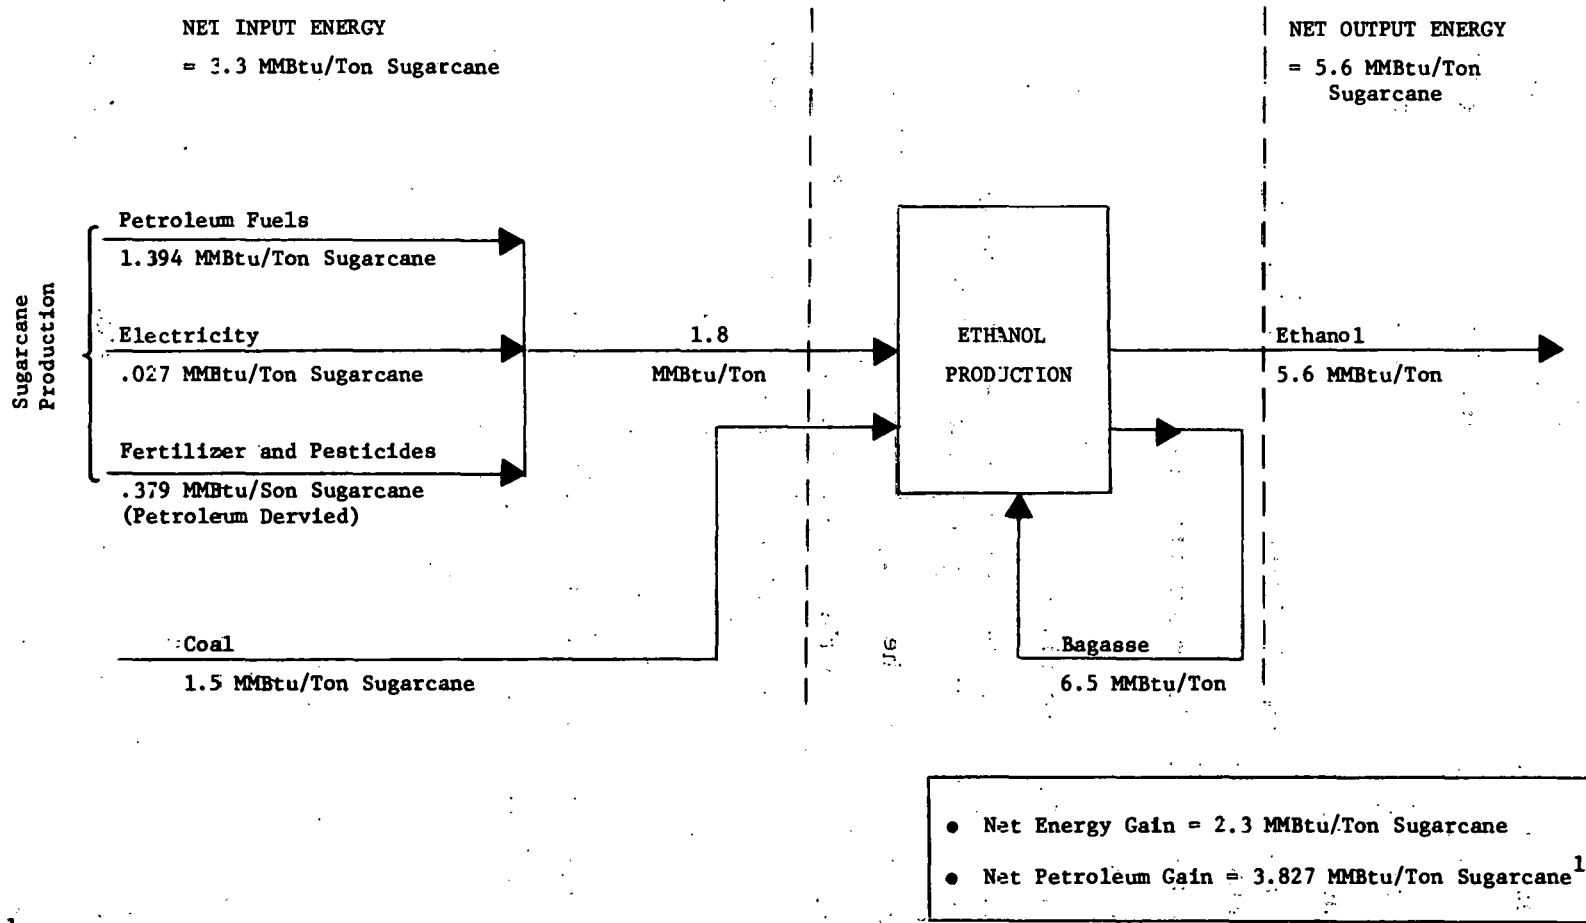 NET INPUT ENERGY
= 3.3 MMBtu/Ton Sugarcane
NET OUTPUT ENERGY
= 5.6 MMBtu/Ton
Sugarcane
Sugarcane
Production
Petroleum Fuels
1.394 MMBtu/Ton Sugarcane
Electricity
.027 MMBtu/Ton Sugarcane
Fertilizer and Pesticides
.379 MMBtu/Son Sugarcane
(Petroleum Dervied)
1.8
MMBtu/Ton
Coal
1.5 MMBtu/Ton Sugarcane
ETHANOL
PRODUCTION
Ethanol
5.6 MMBtu/Ton
Bagasse
6.5 MMBtu/Ton
• Net Energy Gain = 2.3 MMBtu/Ton Sugarcane
• Net Petroleum Gain = 3.827 MMBtu/Ton Sugarcane1